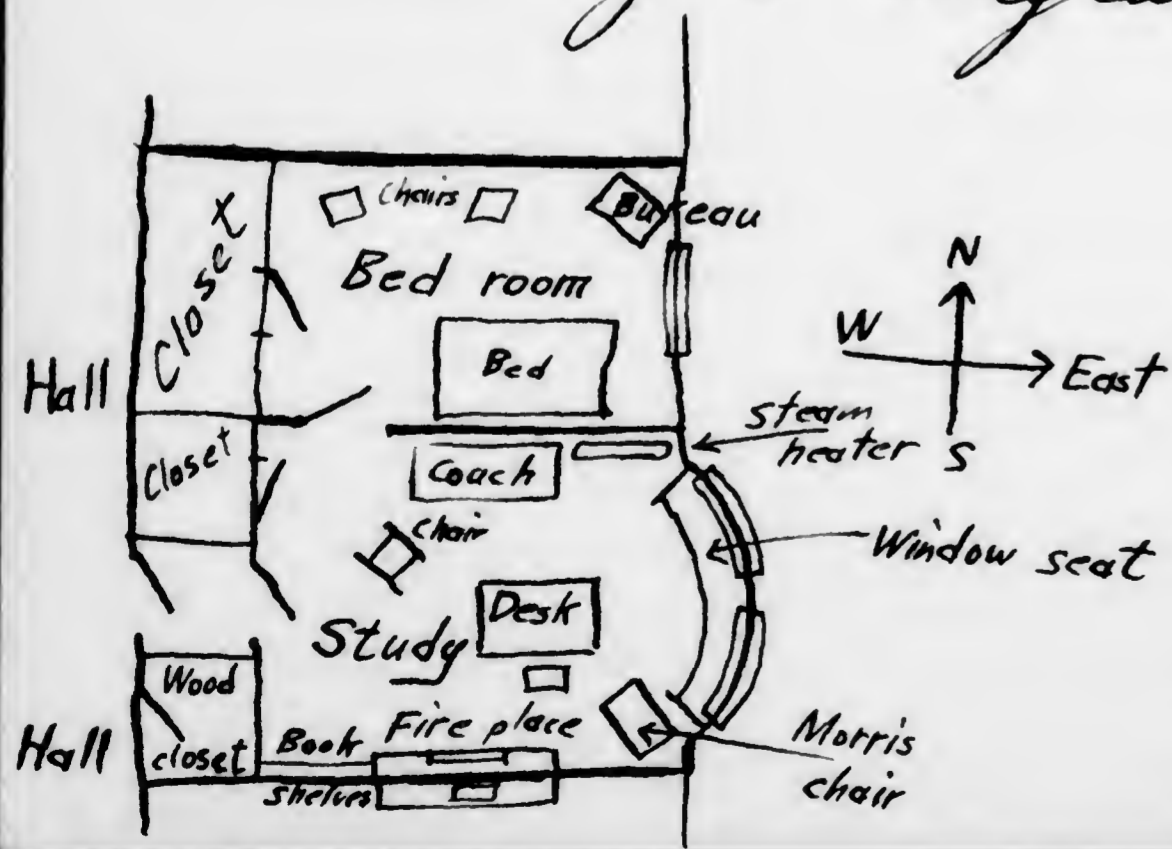 Chairs
Bureau
Closet
Bed room
N
W
East
S
Hall
Bed
steam
heater
Closet
Coach
Chair
Window seat
Desk
Study
Wood
closet
Hall
Book
shelves
Fire place
Morris
chair